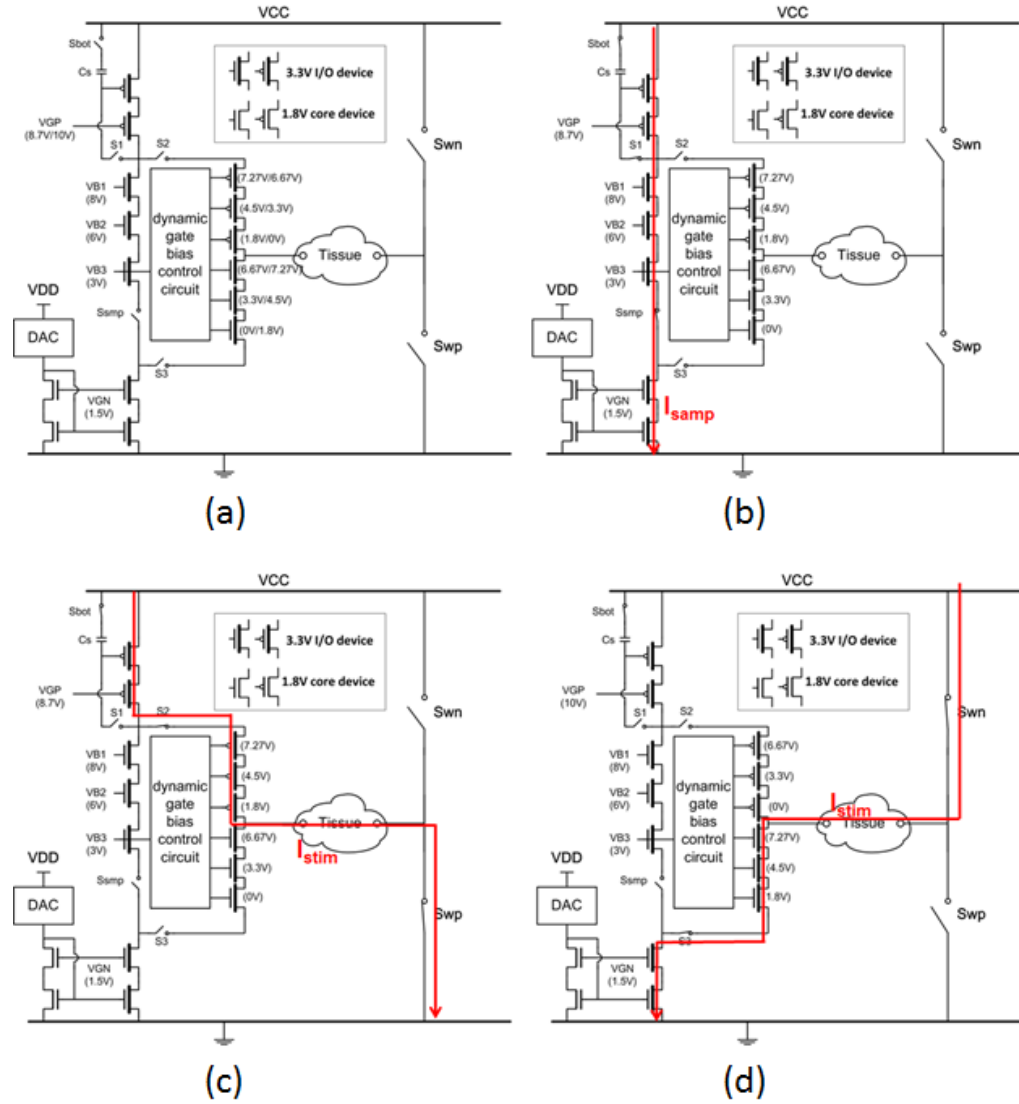 VCC
Sbot
Cs
3.3V I/O device
1.8V core device
VGP
(8.7V/10V)
S1
S2
Swn
VB1
(8V)
VB2
(6V)
VB3
(3V)
dynamic
gate
bias
control
circuit
(7.27V/6.67V)
(4.5V/3.3V)
(1.8V/0V)
(6.67V/7.27V)
(3.3V/4.5V)
(0V/1.8V)
Tissue
VDD
DAC
Ssmp
S3
Swp
VGN
(1.5V)
(a)
VCC
Sbot
Cs
3.3V I/O device
1.8V core device
VGP
(8.7V)
S1
S2
Swn
VB1
(8V)
VB2
(6V)
VB3
(3V)
dynamic
gate
bias
control
circuit
(7.27V)
(4.5V)
(1.8V)
(6.67V)
(3.3V)
(0V)
Tissue
VDD
DAC
Ssmp
S3
Swp
VGN
(1.5V)
Isamp
(b)
VCC
Sbot
Cs
3.3V I/O device
1.8V core device
VGP
(8.7V)
S1
S2
Swn
VB1
(8V)
VB2
(6V)
VB3
(3V)
dynamic
gate
bias
control
circuit
(7.27V)
(4.5V)
(1.8V)
(6.67V)
(3.3V)
(0V)
Tissue
Istim
VDD
DAC
Ssmp
S3
Swp
VGN
(1.5V)
(c)
VCC
Sbot
Cs
3.3V I/O device
1.8V core device
VGP
(10V)
S1
S2
Swn
VB1
(8V)
VB2
(6V)
VB3
(3V)
dynamic
gate
bias
control
circuit
(6.67V)
(3.3V)
(0V)
(7.27V)
(4.5V)
1.8V)
Istim
Tissue
VDD
DAC
Ssmp
S3
Swp
VGN
(1.5V)
(d)